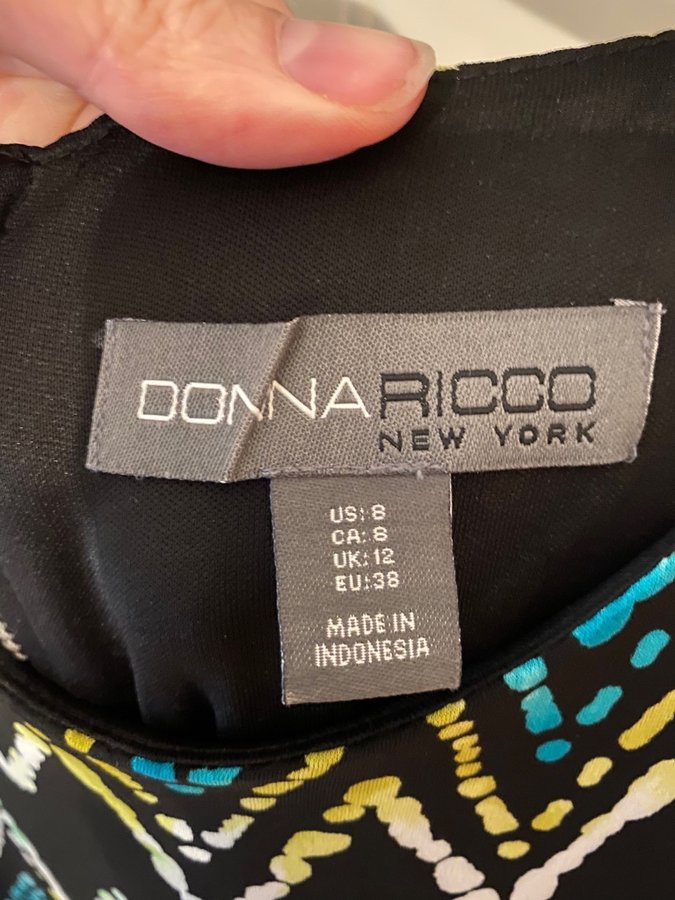 DONNA RICCO
NEW YORK
US: 8
CA: 8
UK: 12
EU: 38
MADE IN
INDONESIA